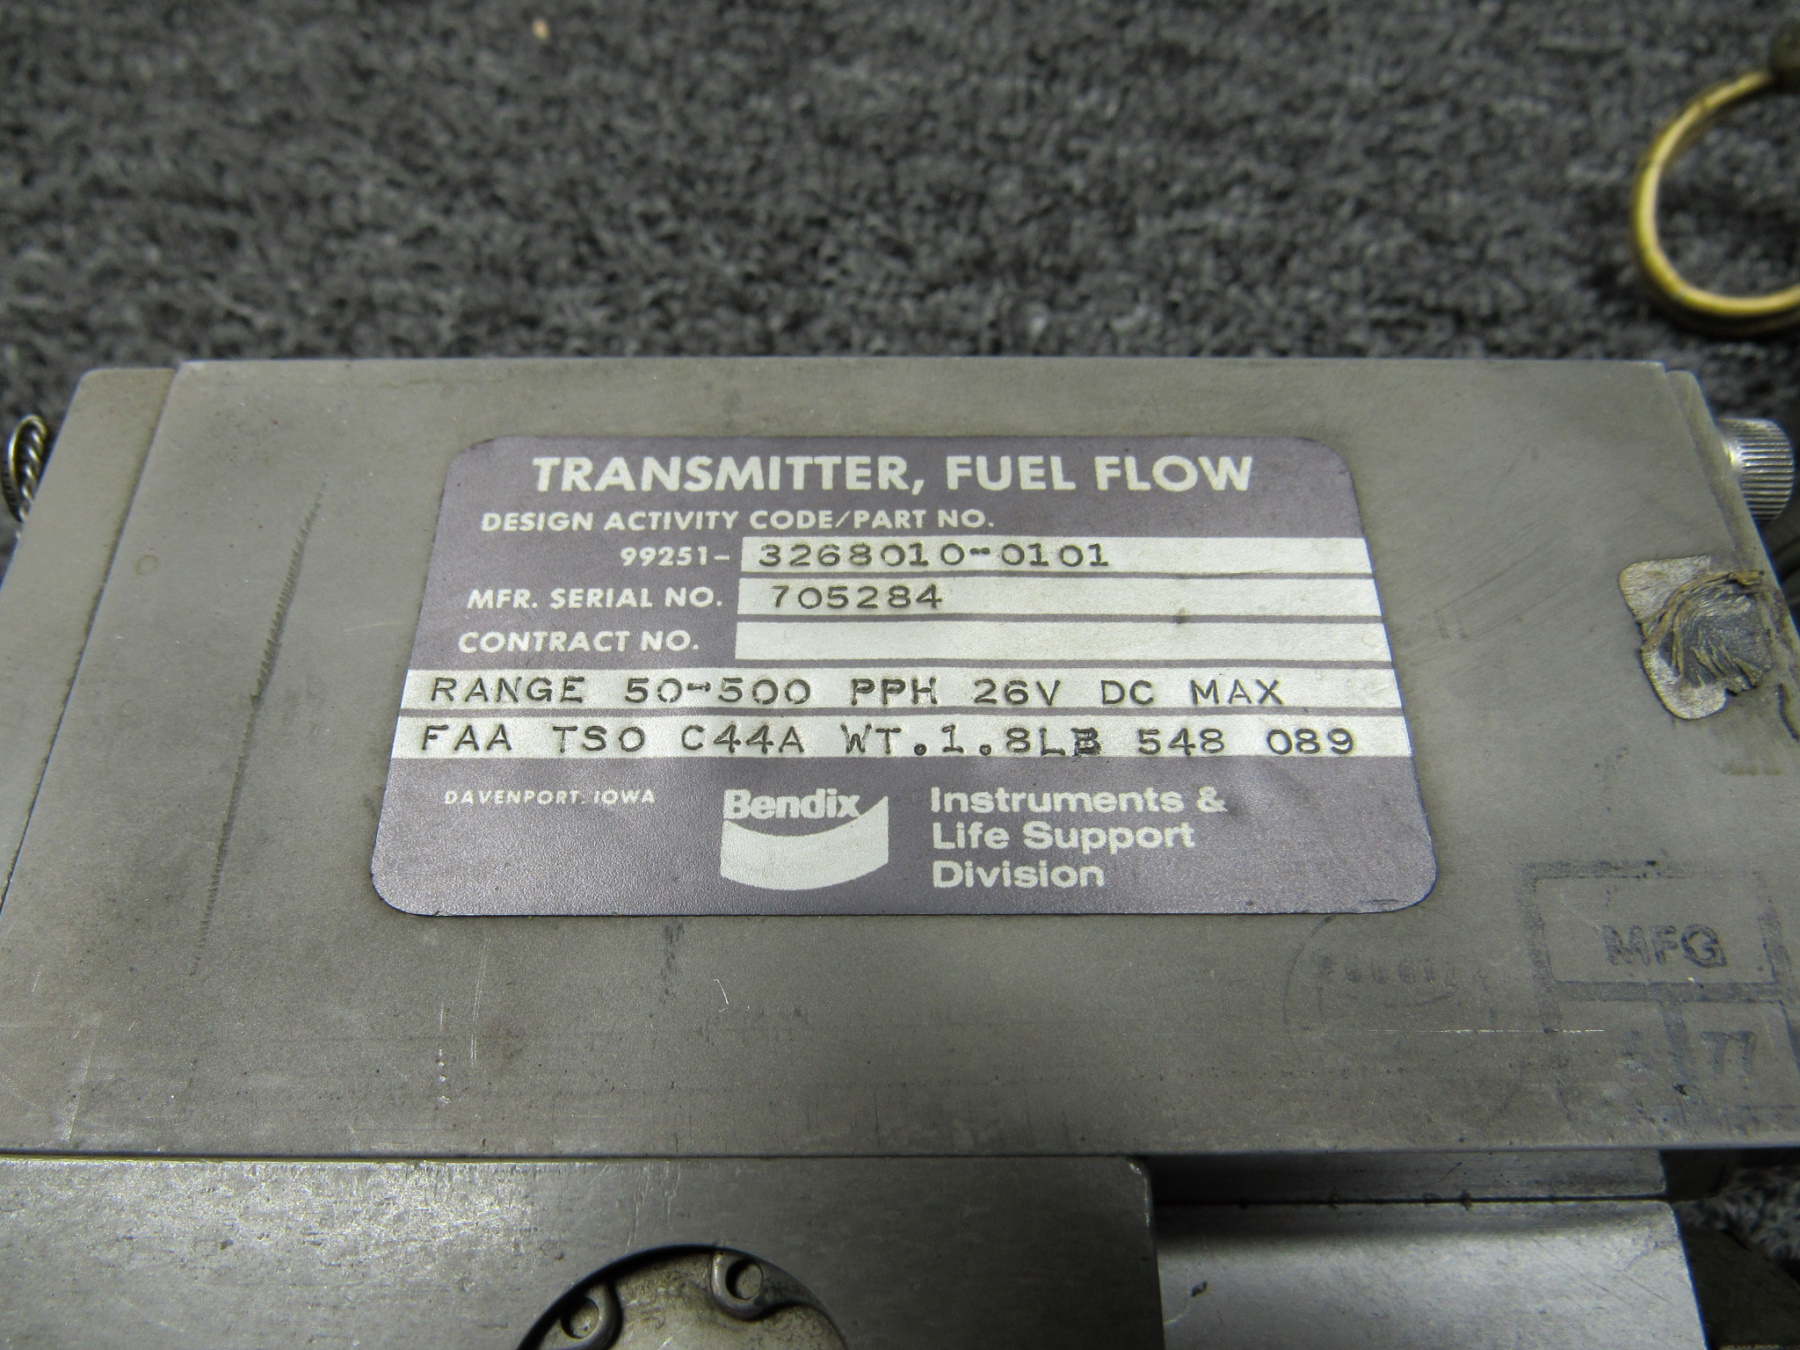 TRANSMITTER, FUEL FLOW
DESIGN ACTIVITY CODE/PART NO.
99251- 3268010-0101
MFR. SERIAL NO. 705284
CONTRACT NO.
RANGE 50-500 PPH 26V DC MAX
FAA TSO C44A WT.1.8LB 548 089
DAVENPORT, IOWA
Bendix
Instruments &
Life Support
Division
MFG
77